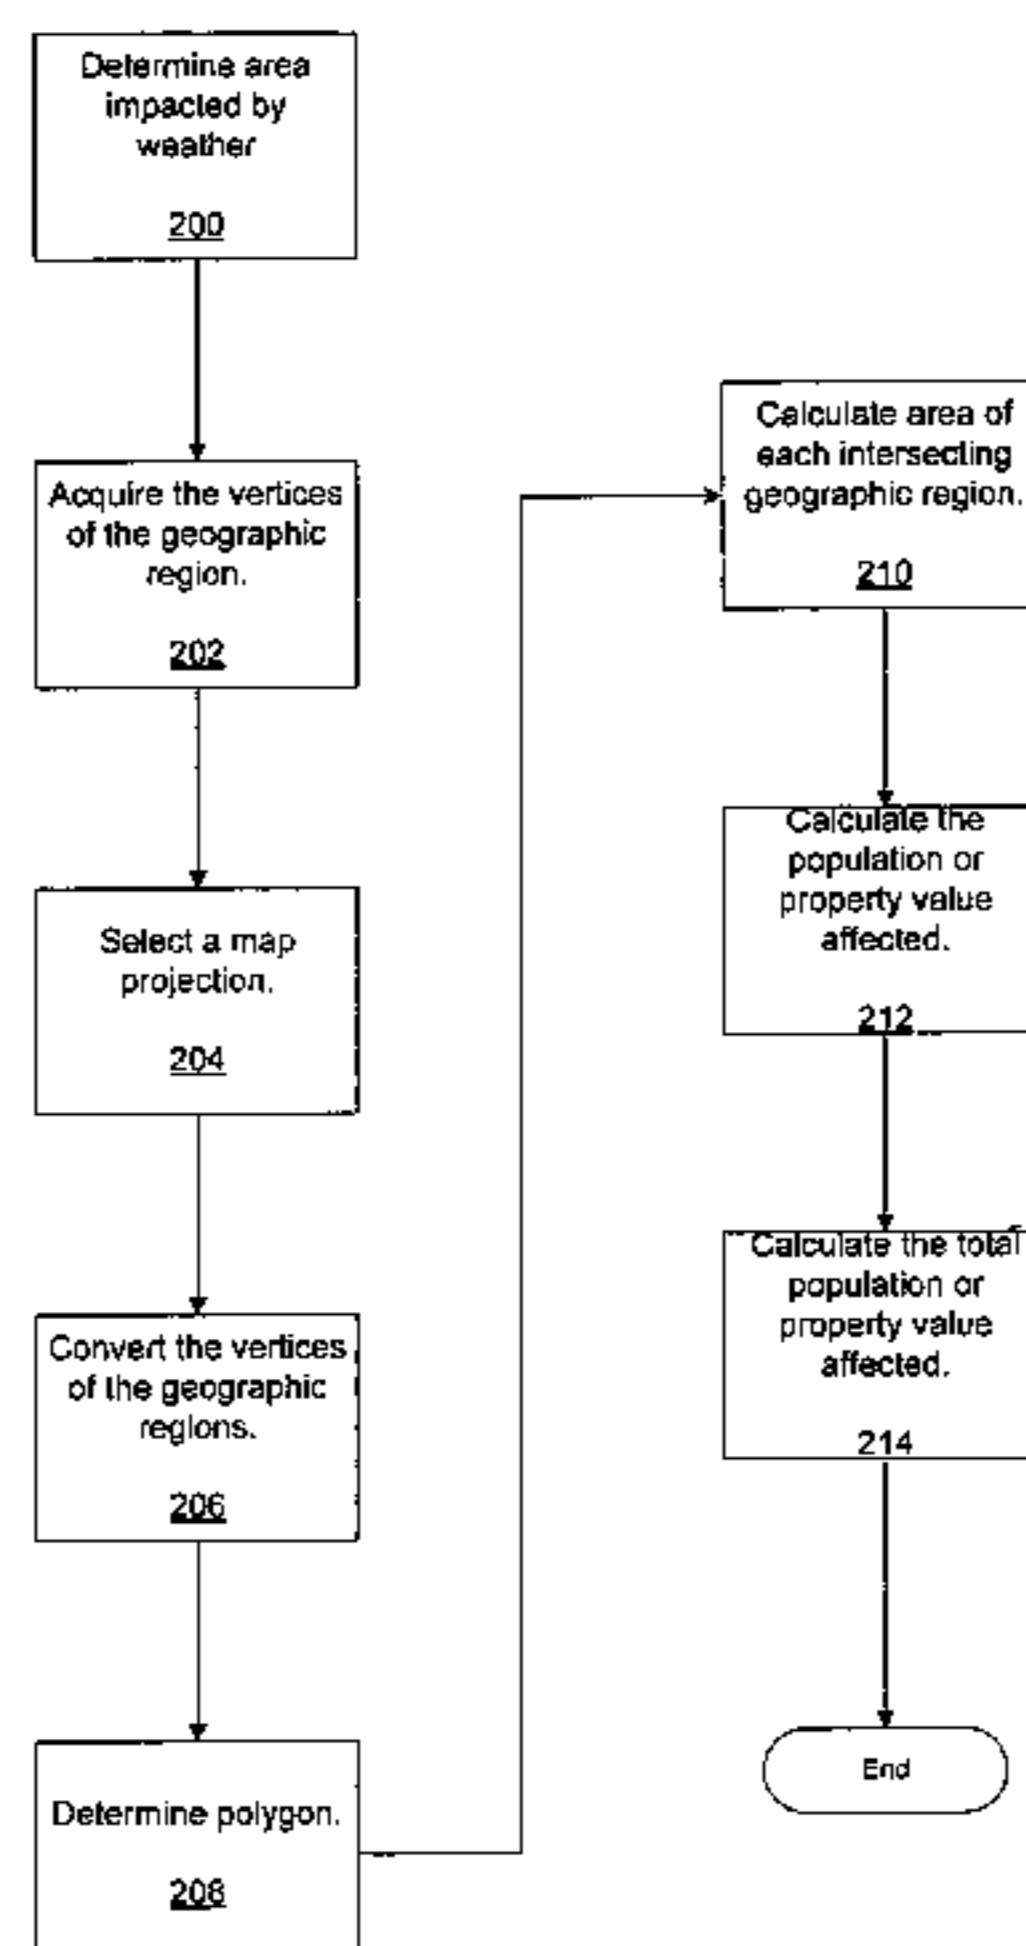 Determine area
impacted by
weather
200
Acquire the vertices
of the geographic
region.
202
Select a map
projection.
204
Convert the vertices
of the geographic
regions.
206
Determine polygon.
208
Calculate area of
each intersecting
geographic region.
210
Calculate the
population or
property value
affected.
212
Calculate the total
population or
property value
affected.
214
End